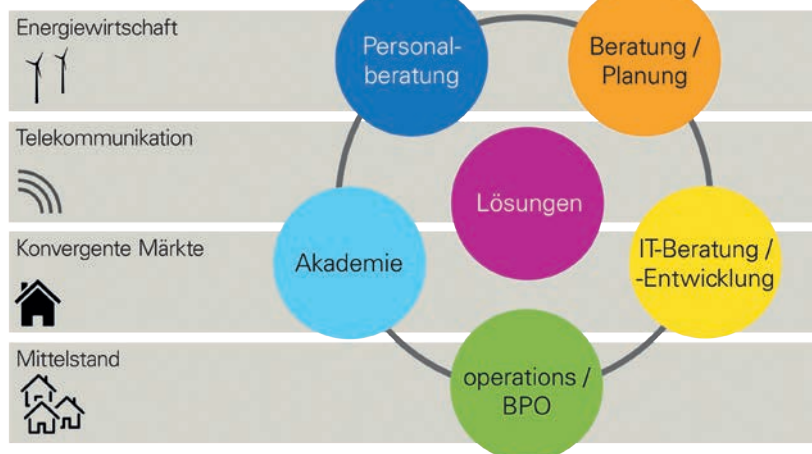 Energiewirtschaft
Personal-
beratung
Beratung /
Planung
Telekommunikation
Lösungen
Konvergente Märkte
Akademie
IT-Beratung /
-Entwicklung
Mittelstand
operations /
BPO